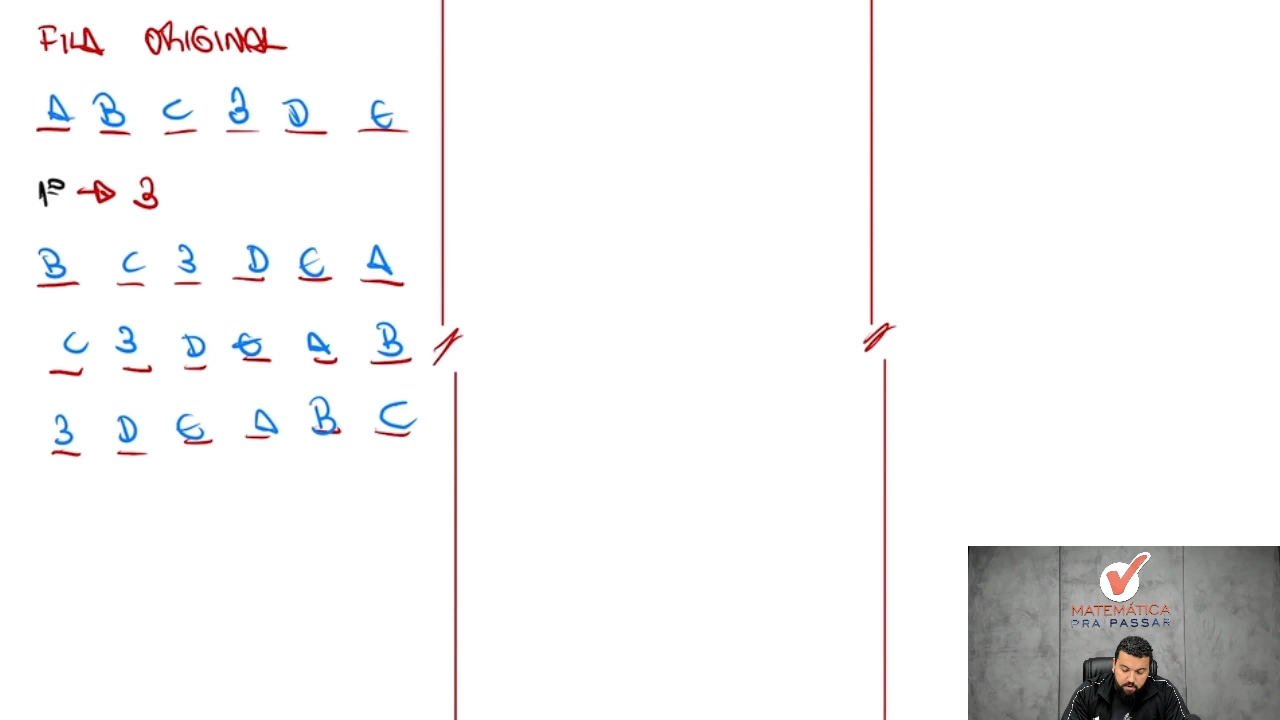 FILA ORIGINAL
A B C 3 D E
1º → 3
B C 3 D E A
C 3 D E A B
3 D E A B C
MATEMÁTICA
PRA PASSAR